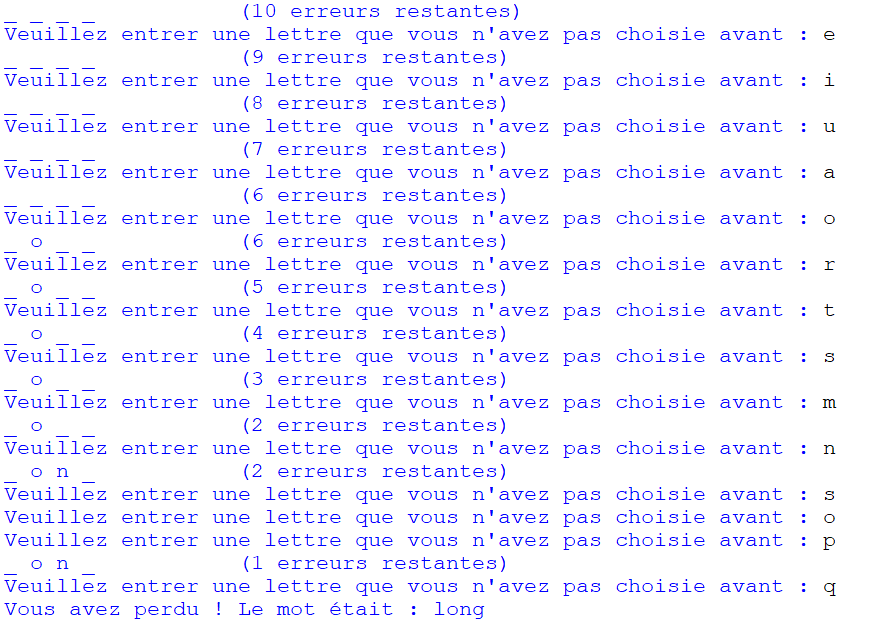 _ _ _ _ (10 erreurs restantes)
Veuillez entrer une lettre que vous n'avez pas choisie avant : e
_ _ _ _ (9 erreurs restantes)
Veuillez entrer une lettre que vous n'avez pas choisie avant : i
_ _ _ _ (8 erreurs restantes)
Veuillez entrer une lettre que vous n'avez pas choisie avant : u
_ _ _ _ (7 erreurs restantes)
Veuillez entrer une lettre que vous n'avez pas choisie avant : a
_ _ _ _ (6 erreurs restantes)
Veuillez entrer une lettre que vous n'avez pas choisie avant : o
_ o _ _ (6 erreurs restantes)
Veuillez entrer une lettre que vous n'avez pas choisie avant : r
_ o _ _ (5 erreurs restantes)
Veuillez entrer une lettre que vous n'avez pas choisie avant : t
_ o _ _ (4 erreurs restantes)
Veuillez entrer une lettre que vous n'avez pas choisie avant : s
_ o _ _ (3 erreurs restantes)
Veuillez entrer une lettre que vous n'avez pas choisie avant : m
_ o _ _ (2 erreurs restantes)
Veuillez entrer une lettre que vous n'avez pas choisie avant : n
_ o n _ (2 erreurs restantes)
Veuillez entrer une lettre que vous n'avez pas choisie avant : s
Veuillez entrer une lettre que vous n'avez pas choisie avant : o
Veuillez entrer une lettre que vous n'avez pas choisie avant : p
_ o n _ (1 erreurs restantes)
Veuillez entrer une lettre que vous n'avez pas choisie avant : q
Vous avez perdu ! Le mot était : long